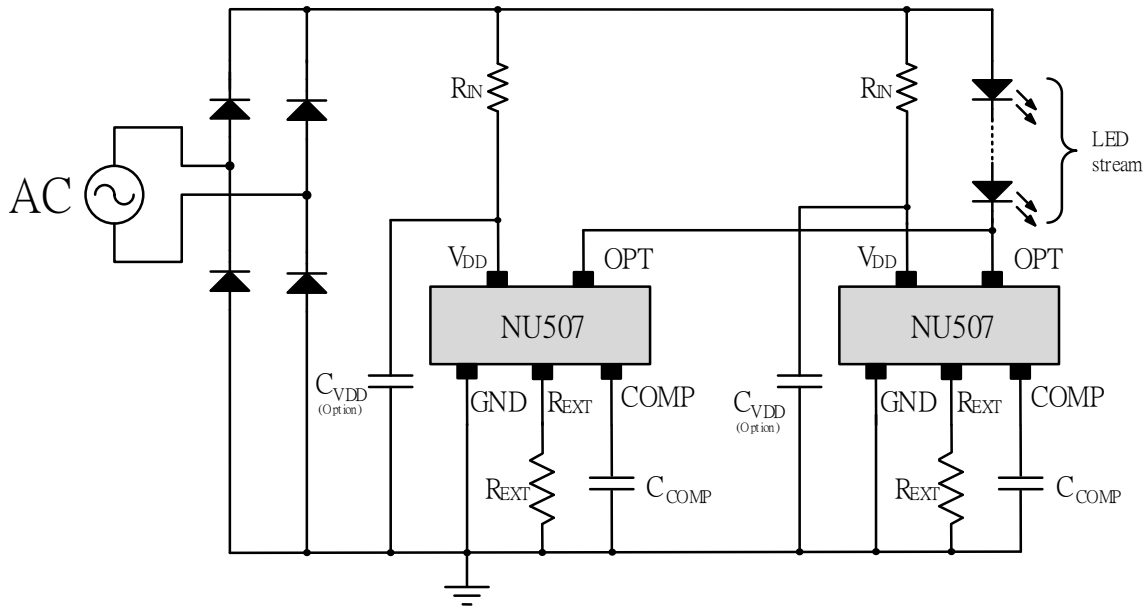 RIN
RIN
LED
stream
AC
VDD
OPT
VDD
OPT
NU507
NU507
CVDD
(Option)
GND
REXT
COMP
CVDD
(Option)
GND
REXT
COMP
REXT
CCOMP
REXT
CCOMP